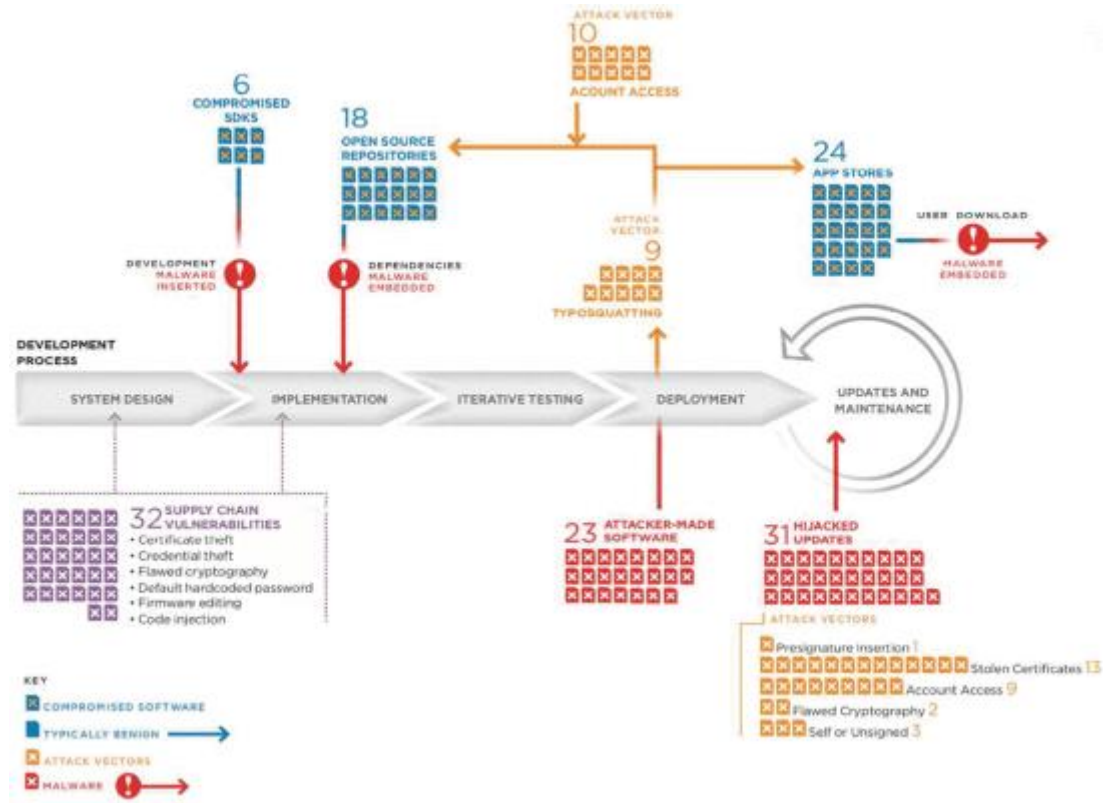 ATTACK VECTOR
10
ACOUNT ACCESS
6
COMPROMISED
SDKS
18
OPEN SOURCE
REPOSITORIES
24
APP STORES
ATTACK
VECTOR
9
TYPOSQUATTING
USER DOWNLOAD
MALWARE
EMBEDDED
DEVELOPMENT
MALWARE
INSERTED
DEPENDENCIES
MALWARE
EMBEDDED
DEVELOPMENT
PROCESS
SYSTEM DESIGN
IMPLEMENTATION
ITERATIVE TESTING
DEPLOYMENT
UPDATES AND
MAINTENANCE
32 SUPPLY CHAIN
VULNERABILITIES
• Certificate theft
• Credential theft
• Flawed cryptography
• Default hardcoded password
• Firmware editing
• Code injection
23 ATTACKER-MADE
SOFTWARE
31 HIJACKED
UPDATES
ATTACK VECTORS
Presignature Insertion 1
Stolen Certificates 13
Account Access 9
Flawed Cryptography 2
Self or Unsigned 3
KEY
COMPROMISED SOFTWARE
TYPICALLY BENIGN
ATTACK VECTORS
MALWARE